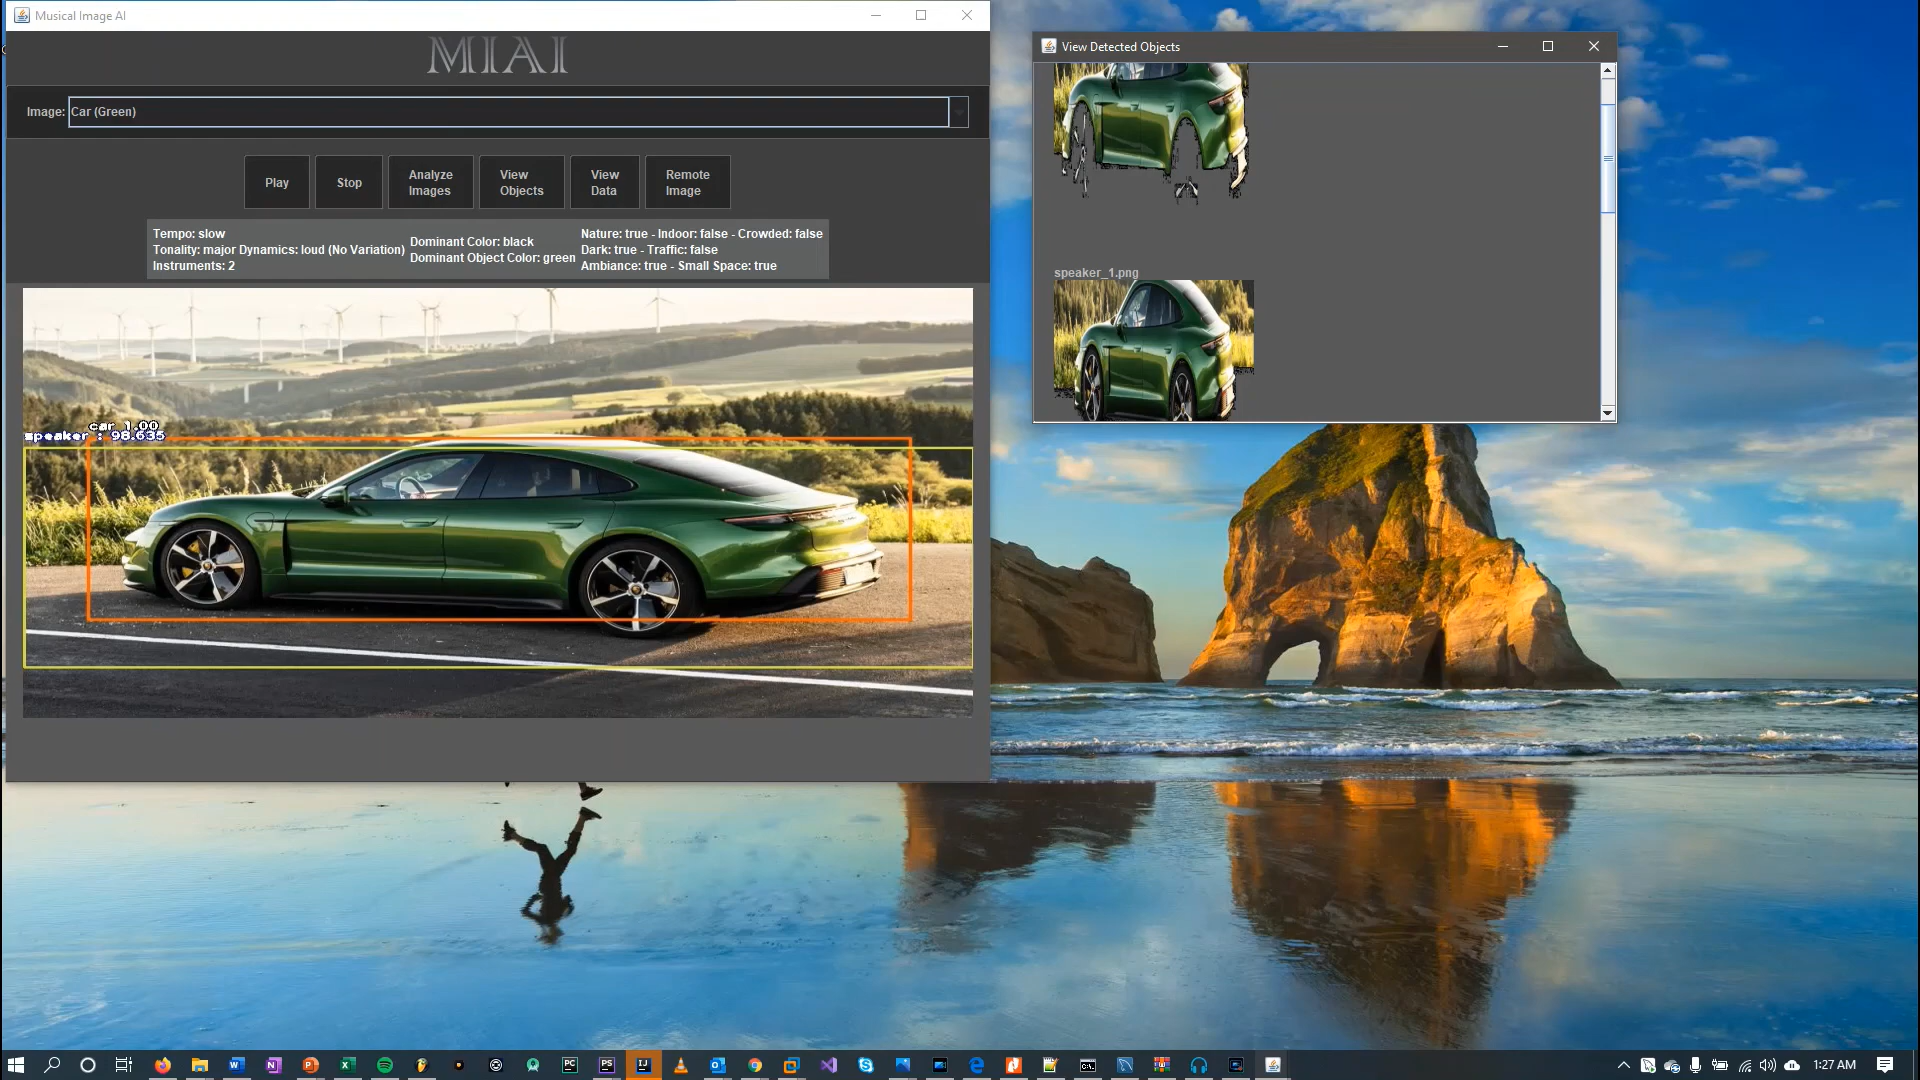 Musical Image AI
MIAI
Image: Car (Green)
Play
Stop
Analyze
Images
View
Objects
View
Data
Remote
Image
Tempo: slow
Tonality: major Dynamics: loud (No Variation)
Instruments: 2
Dominant Color: black
Dominant Object Color: green
Nature: true - Indoor: false - Crowded: false
Dark: true - Traffic: false
Ambiance: true - Small Space: true
car 1.00
speaker : 98.635
View Detected Objects
speaker_1.png
PC
PS
IJ
1:27 AM